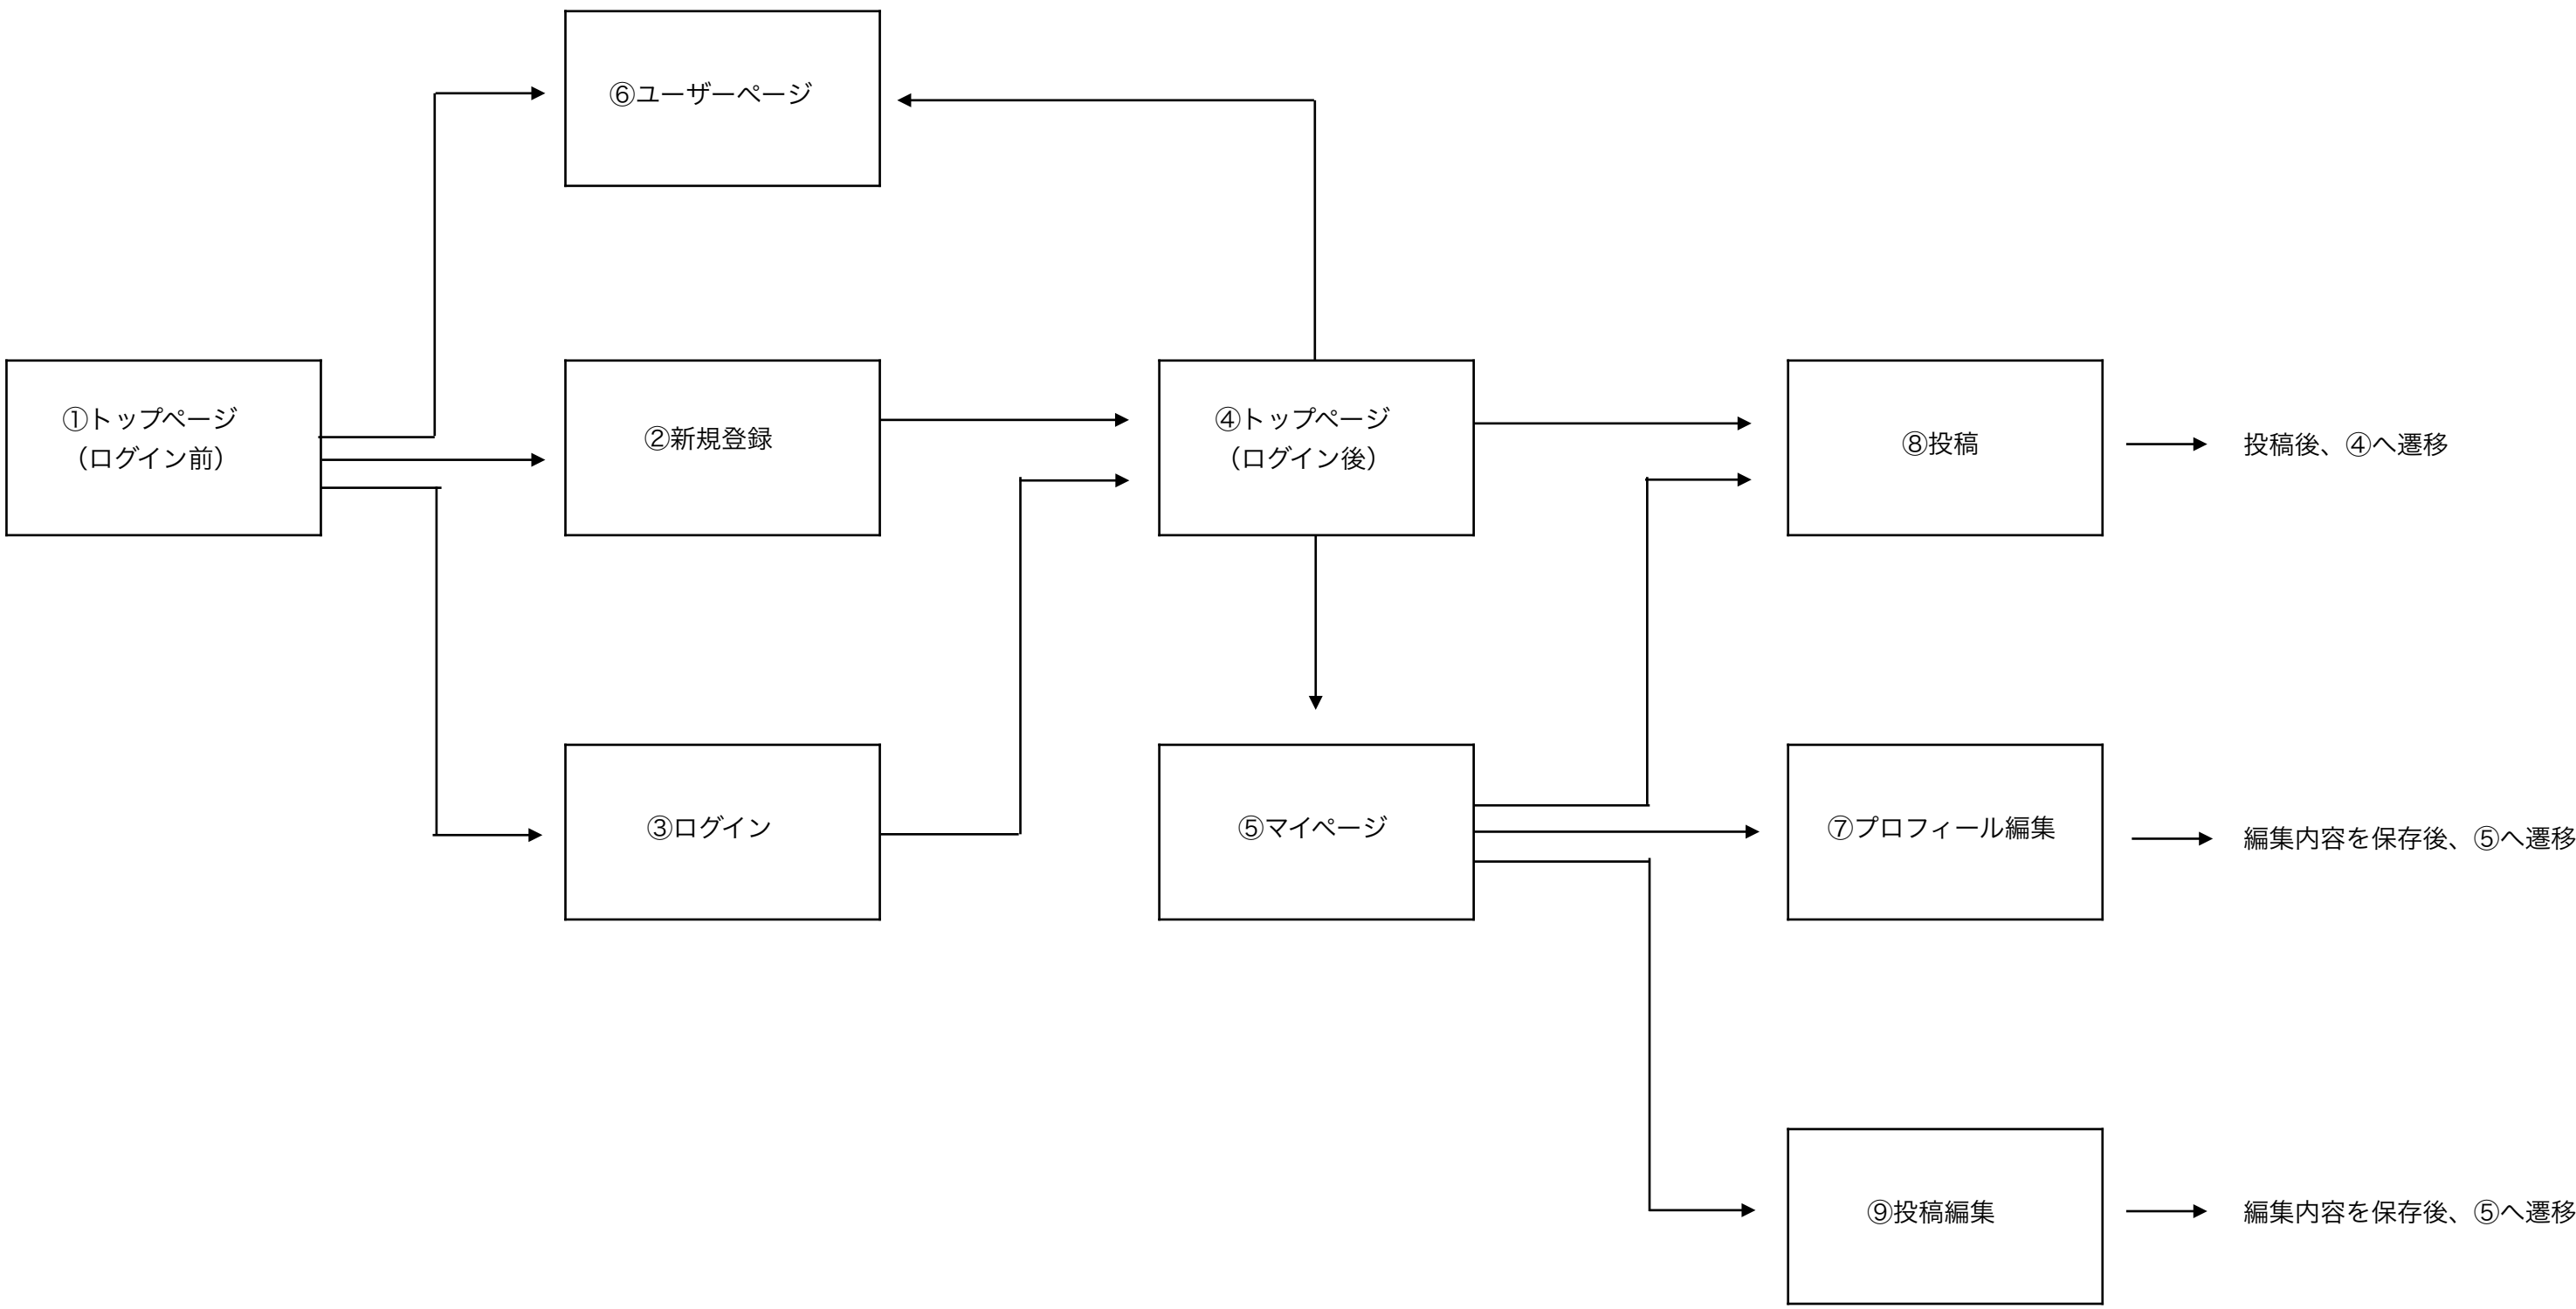 ⑥ユーザーページ
①トップページ
（ログイン前）
②新規登録
④トップページ
（ログイン後）
⑧投稿
投稿後、④へ遷移
③ログイン
⑤マイページ
⑦プロフィール編集
編集内容を保存後、⑤へ遷移
⑨投稿編集
編集内容を保存後、⑤へ遷移